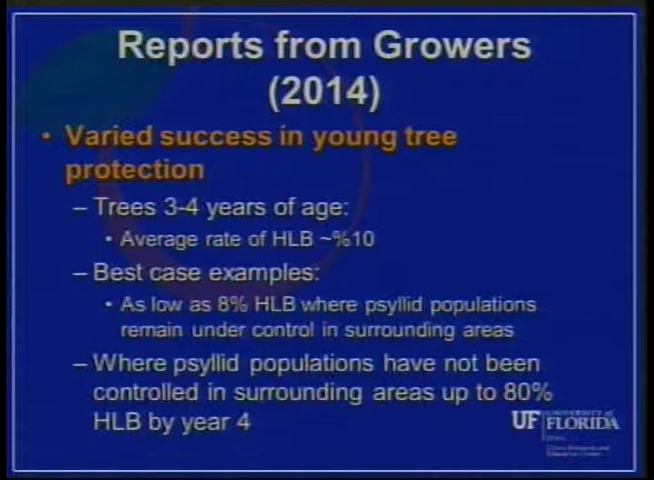 Reports from Growers
(2014)
• Varied success in young tree
protection
– Trees 3-4 years of age:
• Average rate of HLB ~%10
– Best case examples:
• As low as 8% HLB where psyllid populations
remain under control in surrounding areas
– Where psyllid populations have not been
controlled in surrounding areas up to 80%
HLB by year 4
UF UNIVERSITY of
FLORIDA